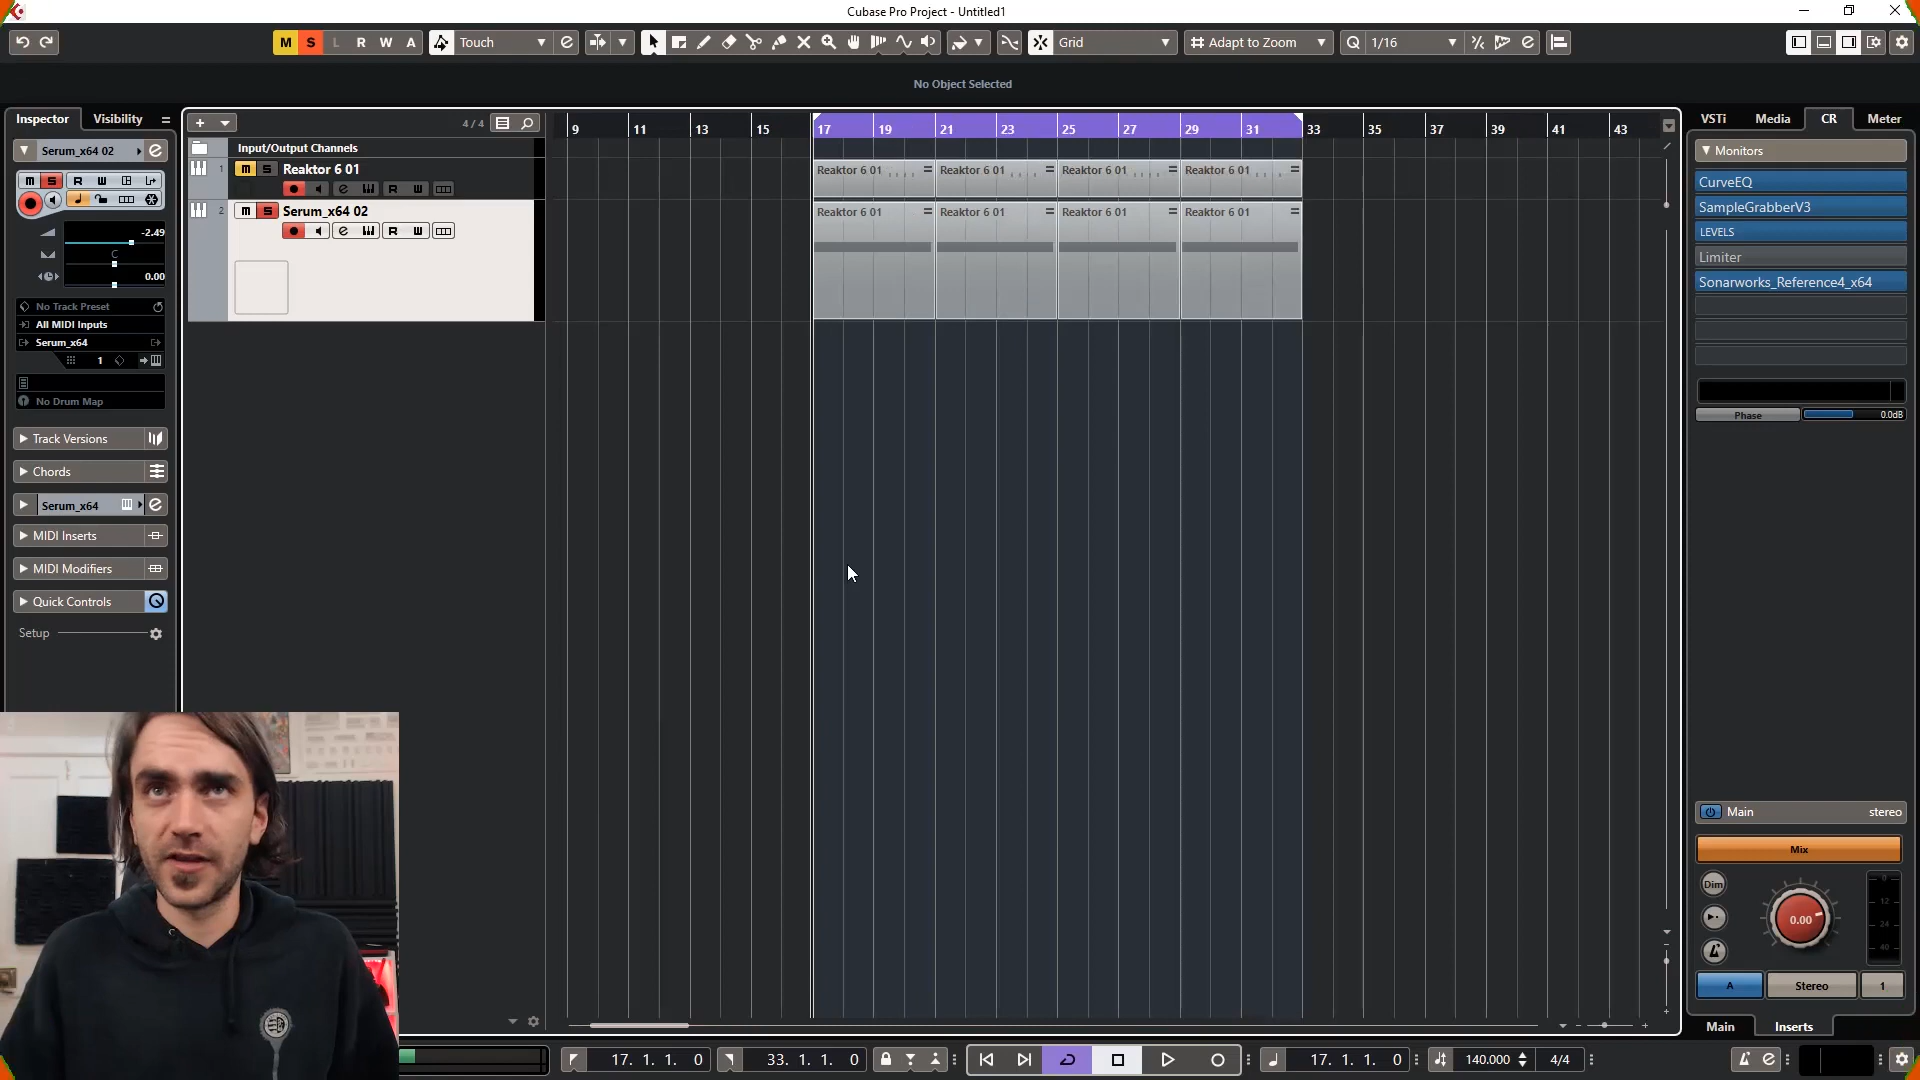 Cubase Pro Project - Untitled1
M S L R W A Touch Grid Adapt to Zoom Q 1/16
No Object Selected
Inspector Visibility
4 / 4
9 11 13 15 17 19 21 23 25 27 29 31 33 35 37 39 41 43
VSTi Media CR Meter
Serum_x64 02
Input/Output Channels
Monitors
1 m S Reaktor 6 01
Reaktor 6 01 Reaktor 6 01 Reaktor 6 01 Reaktor 6 01
R W
2 m S Serum_x64 02
Reaktor 6 01 Reaktor 6 01 Reaktor 6 01 Reaktor 6 01
R W
m S R W
-2.49
C
0.00
No Track Preset
All MIDI Inputs
Serum_x64
1
No Drum Map
Track Versions
Chords
Serum_x64
MIDI Inserts
MIDI Modifiers
Quick Controls
Setup
CurveEQ
SampleGrabberV3
LEVELS
Limiter
Sonarworks_Reference4_x64
Phase 0.0dB
Main stereo
Mix
Dim
0.00
0
12
24
40
A Stereo 1
Main Inserts
17. 1. 1. 0 33. 1. 1. 0 17. 1. 1. 0 140.000 4/4